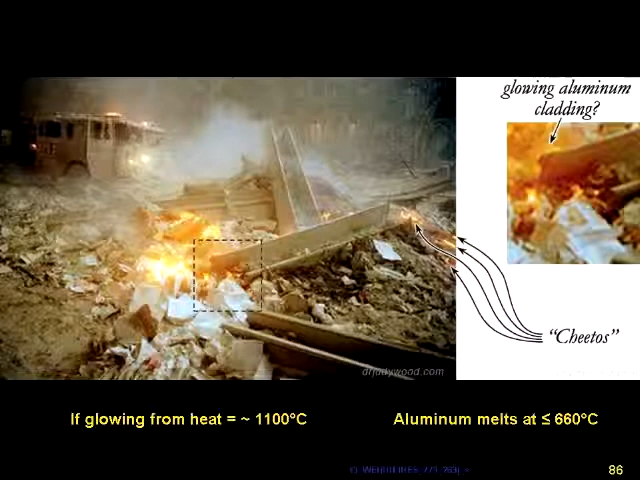 glowing aluminum
cladding?
"Cheetos"
drjudywood.com
If glowing from heat = ~ 1100°C
Aluminum melts at ≤ 660°C
86